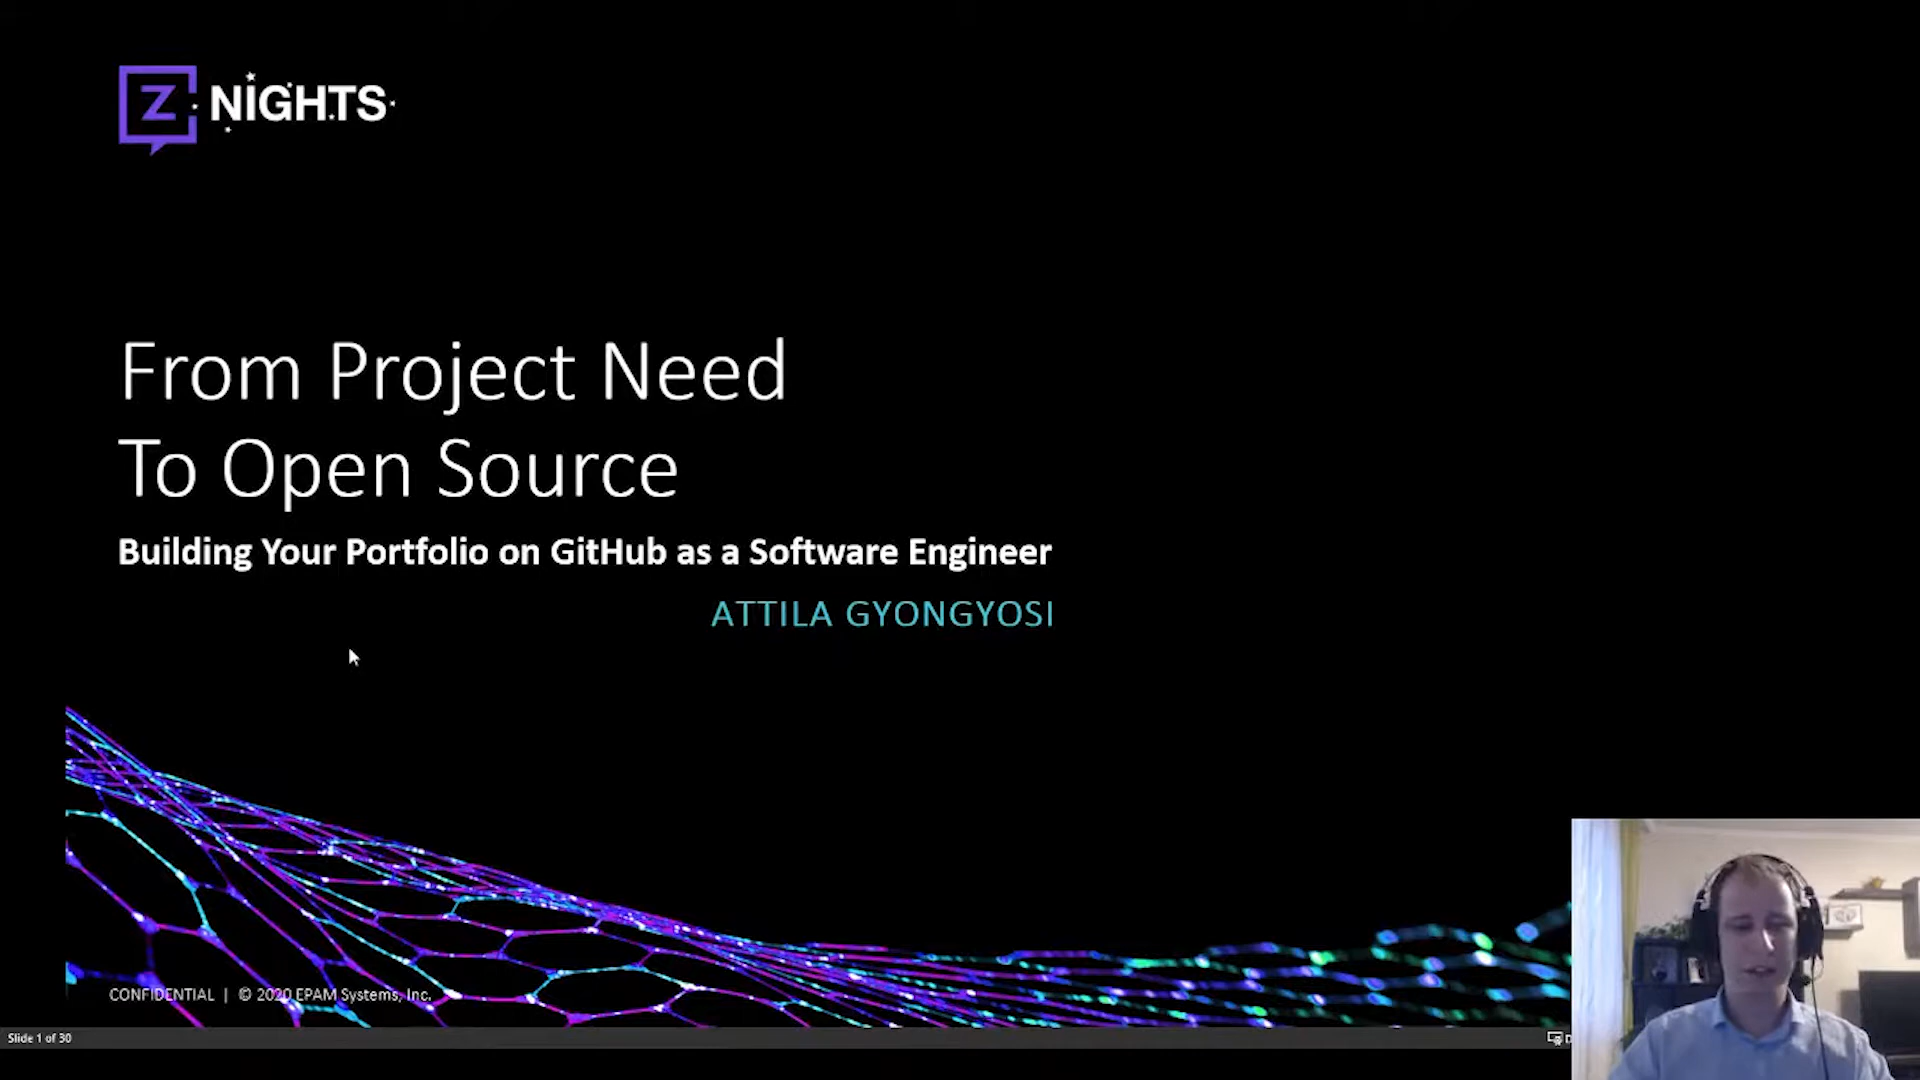 Z NIGHTS
From Project Need
To Open Source
Building Your Portfolio on GitHub as a Software Engineer
ATTILA GYONGYOSI
CONFIDENTIAL | © 2020 EPAM Systems, Inc.
Slide 1 of 30